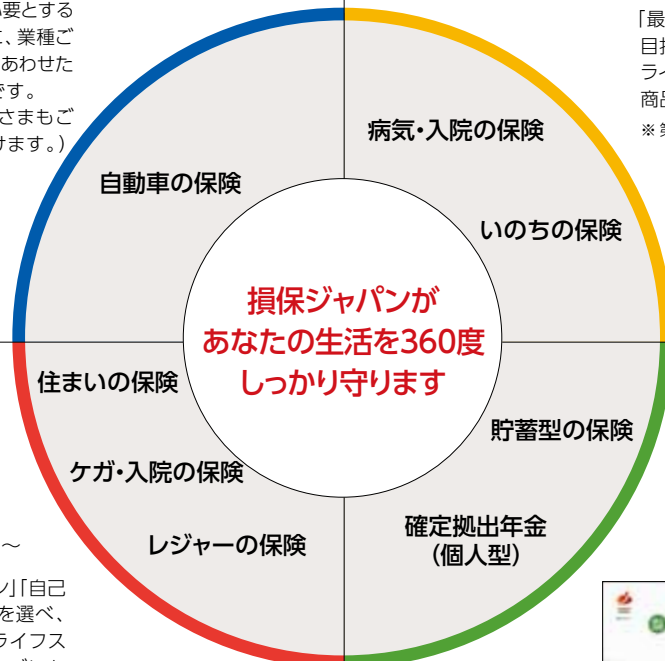 要とする
、業種ご
あわせた
です。
さまもご
けます。)
「最
目指
ライ
商品
※第
病気・入院の保険
自動車の保険
いのちの保険
損保ジャパンが
あなたの生活を360度
しっかり守ります
住まいの保険
貯蓄型の保険
ケガ・入院の保険
確定拠出年金
(個人型)
レジャーの保険
～
ン」「自己
を選べ、
ライフス